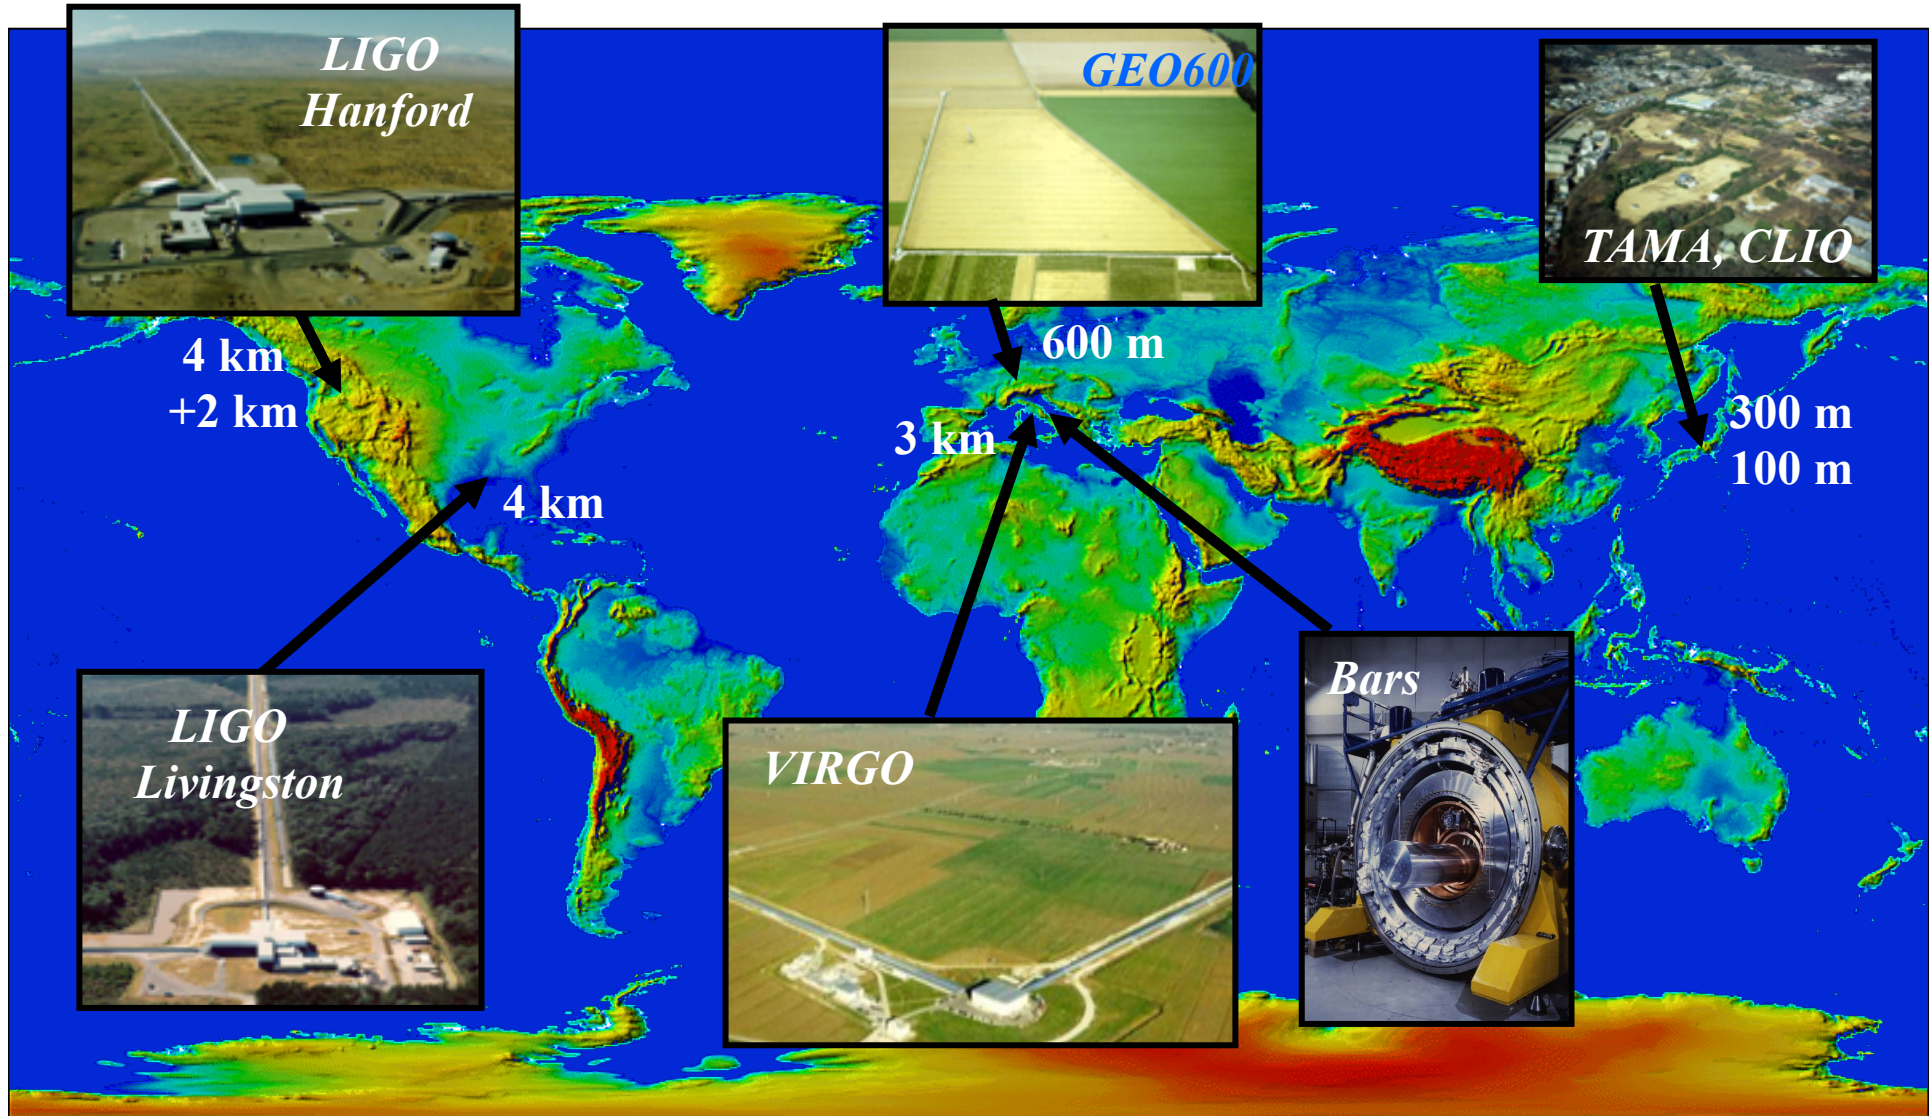 LIGO
Hanford
GEO600
TAMA, CLIO
4 km
+2 km
600 m
3 km
300 m
100 m
4 km
LIGO
Livingston
VIRGO
Bars